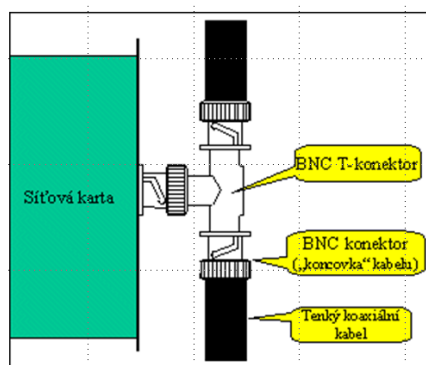 Síťová karta
BNC T-konektor
BNC konektor
(„koncovka“ kabelu)
Tenký koaxiální
kabel